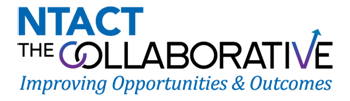 NTACT
THE COLLABORATIVE
Improving Opportunities & Outcomes